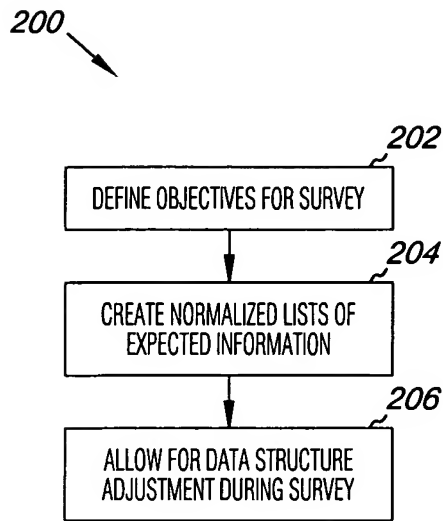 200
202
DEFINE OBJECTIVES FOR SURVEY
204
CREATE NORMALIZED LISTS OF
EXPECTED INFORMATION
206
ALLOW FOR DATA STRUCTURE
ADJUSTMENT DURING SURVEY